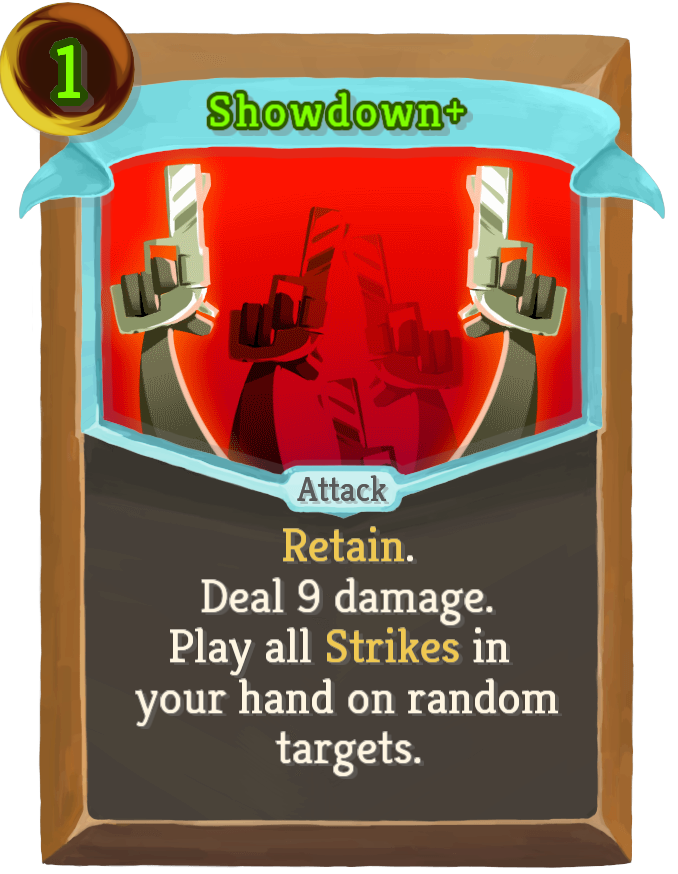 1
Showdown+
Attack
Retain.
Deal 9 damage.
Play all Strikes in
your hand on random
targets.